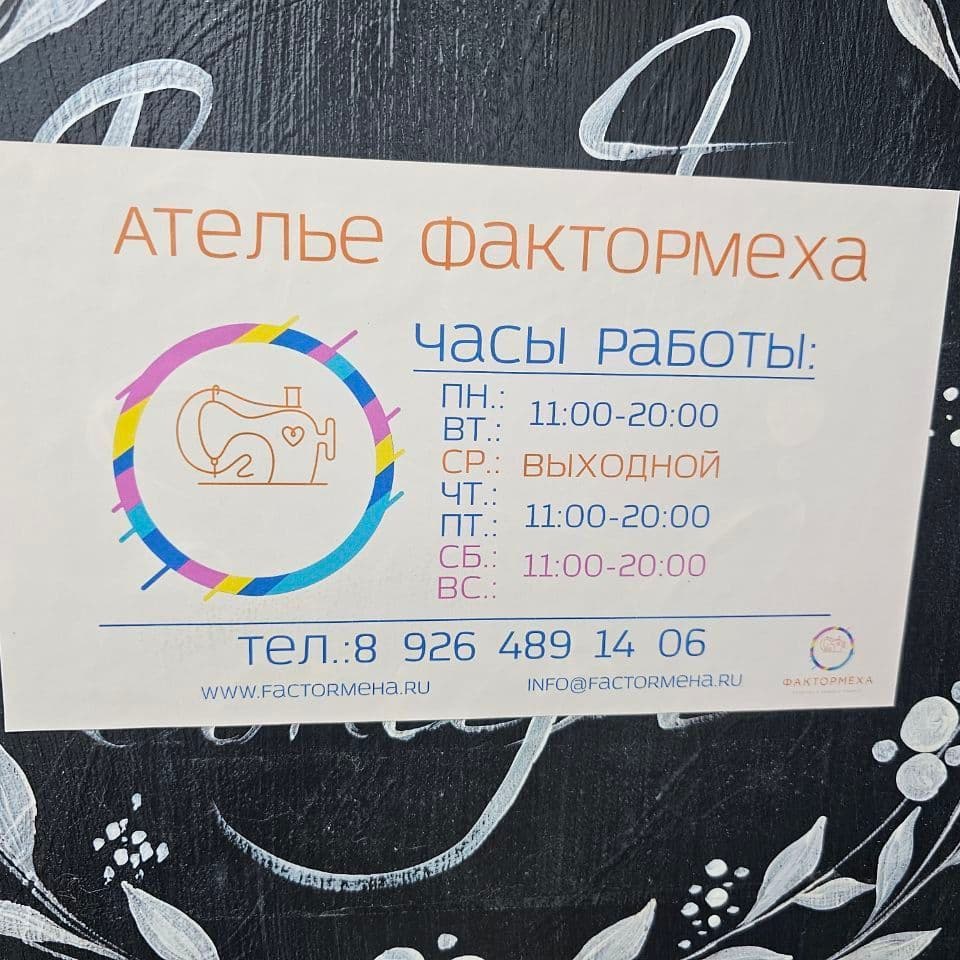 Ателье Фактормеха
Часы работы:
ПН.:
ВТ.: 11:00-20:00
СР.: ВЫХОДНОЙ
ЧТ.:
ПТ.: 11:00-20:00
СБ.: 11:00-20:00
ВС.:
Тел.:8 926 489 14 06
WWW.FACTORMEHA.RU
INFO@FACTORMEHA.RU
ФАКТОРМЕХА